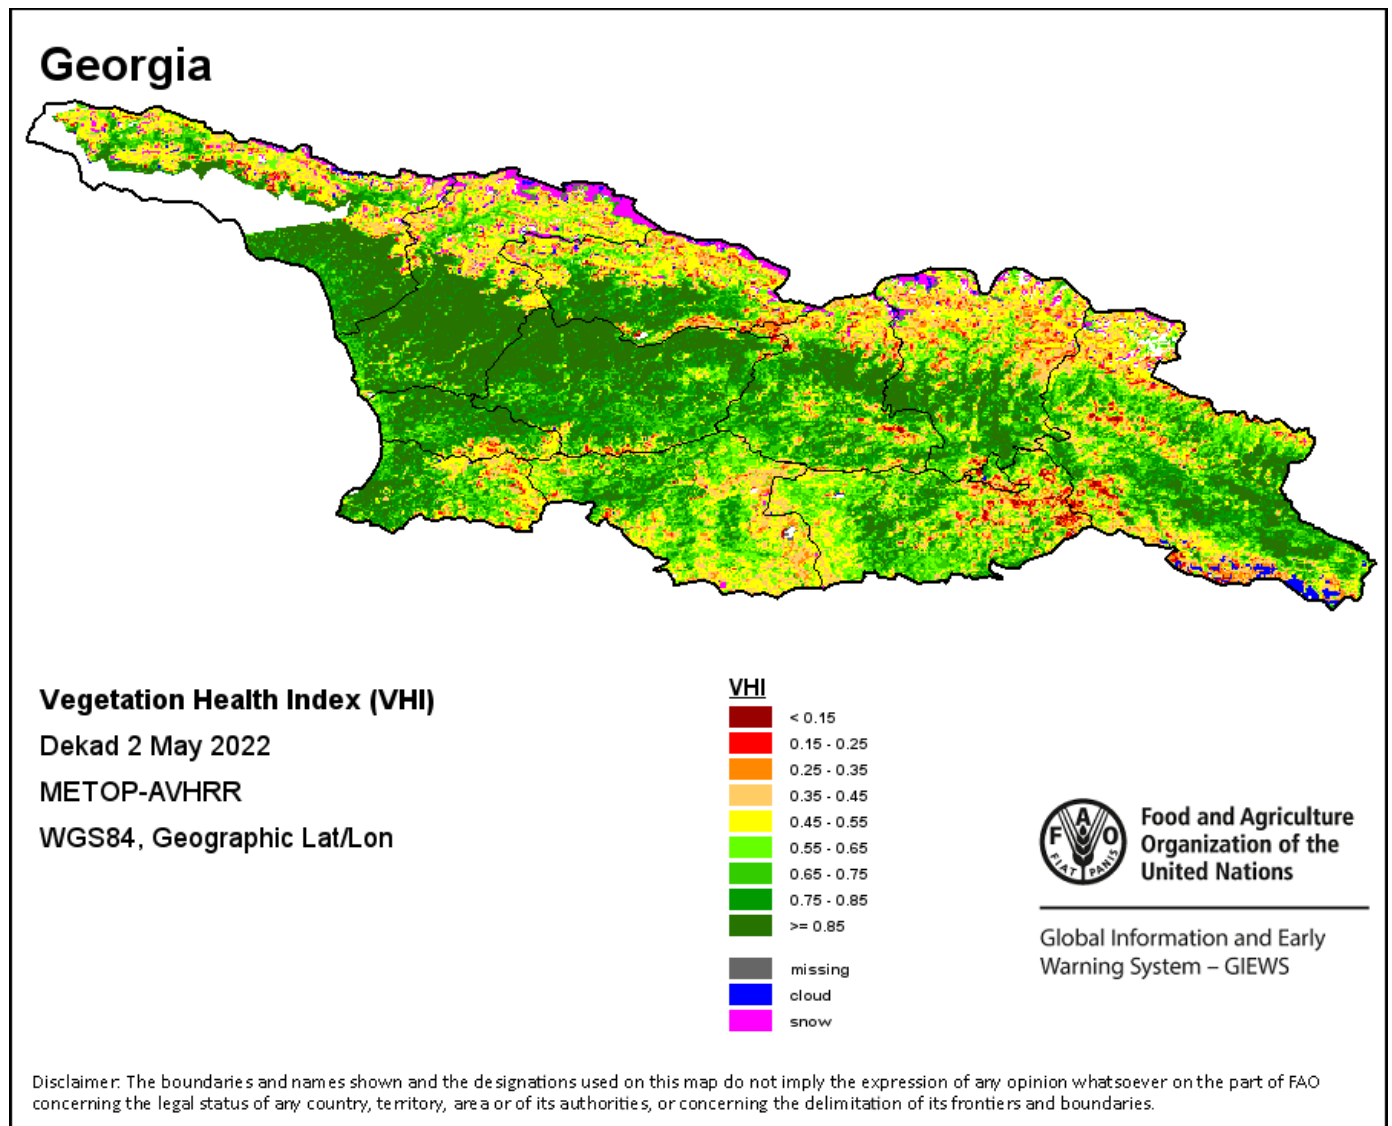 Georgia
Vegetation Health Index (VHI)
Dekad 2 May 2022
METOP-AVHRR
WGS84, Geographic Lat/Lon
VHI
< 0.15
0.15 - 0.25
0.25 - 0.35
0.35 - 0.45
0.45 - 0.55
0.55 - 0.65
0.65 - 0.75
0.75 - 0.85
>= 0.85
missing
cloud
snow
F A O
FIAT PANIS
Food and Agriculture
Organization of the
United Nations
Global Information and Early
Warning System – GIEWS
Disclaimer: The boundaries and names shown and the designations used on this map do not imply the expression of any opinion whatsoever on the part of FAO
concerning the legal status of any country, territory, area or of its authorities, or concerning the delimitation of its frontiers and boundaries.